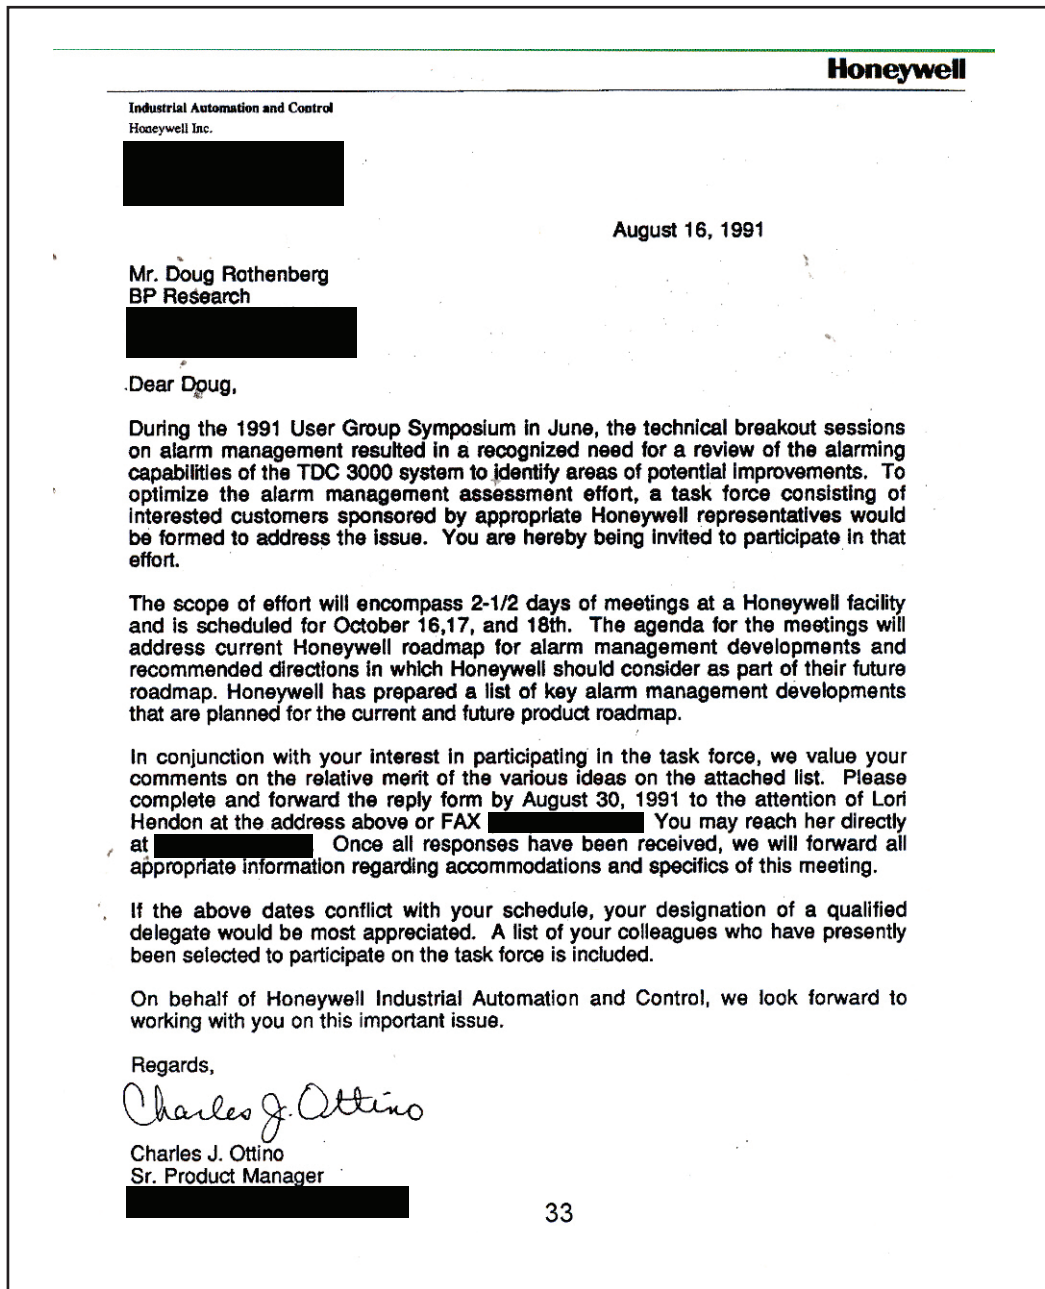 Honeywell
Industrial Automation and Control
Honeywell Inc.
August 16, 1991
Mr. Doug Rothenberg
BP Research
Dear Doug,
During the 1991 User Group Symposium in June, the technical breakout sessions
on alarm management resulted in a recognized need for a review of the alarming
capabilities of the TDC 3000 system to identify areas of potential improvements. To
optimize the alarm management assessment effort, a task force consisting of
interested customers sponsored by appropriate Honeywell representatives would
be formed to address the issue. You are hereby being invited to participate in that
effort.
The scope of effort will encompass 2-1/2 days of meetings at a Honeywell facility
and is scheduled for October 16,17, and 18th. The agenda for the meetings will
address current Honeywell roadmap for alarm management developments and
recommended directions in which Honeywell should consider as part of their future
roadmap. Honeywell has prepared a list of key alarm management developments
that are planned for the current and future product roadmap.
In conjunction with your interest in participating in the task force, we value your
comments on the relative merit of the various ideas on the attached list. Please
complete and forward the reply form by August 30, 1991 to the attention of Lori
Hendon at the address above or FAX You may reach her directly
at Once all responses have been received, we will forward all
appropriate information regarding accommodations and specifics of this meeting.
If the above dates conflict with your schedule, your designation of a qualified
delegate would be most appreciated. A list of your colleagues who have presently
been selected to participate on the task force is included.
On behalf of Honeywell Industrial Automation and Control, we look forward to
working with you on this important issue.
Regards,
Charles J. Ottino
Charles J. Ottino
Sr. Product Manager
33